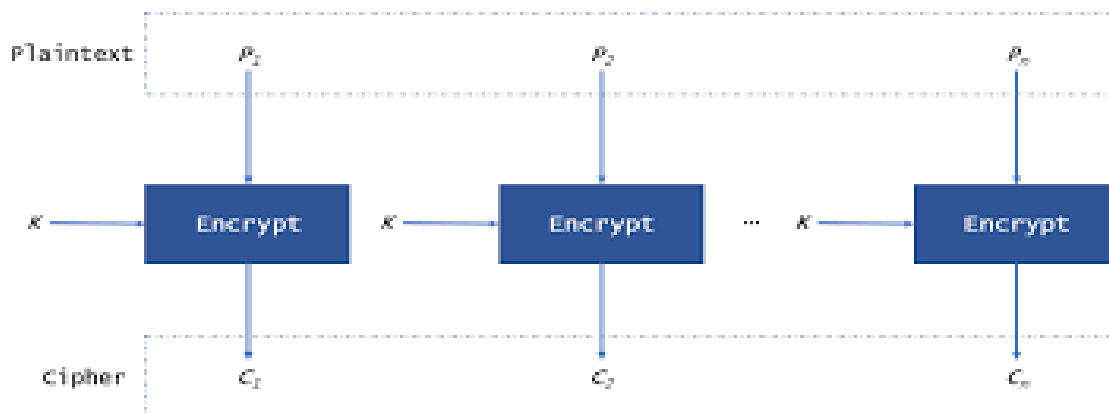 Plaintext P₁ P₂ Pₙ
K Encrypt K Encrypt ... K Encrypt
Cipher C₁ C₂ Cₙ